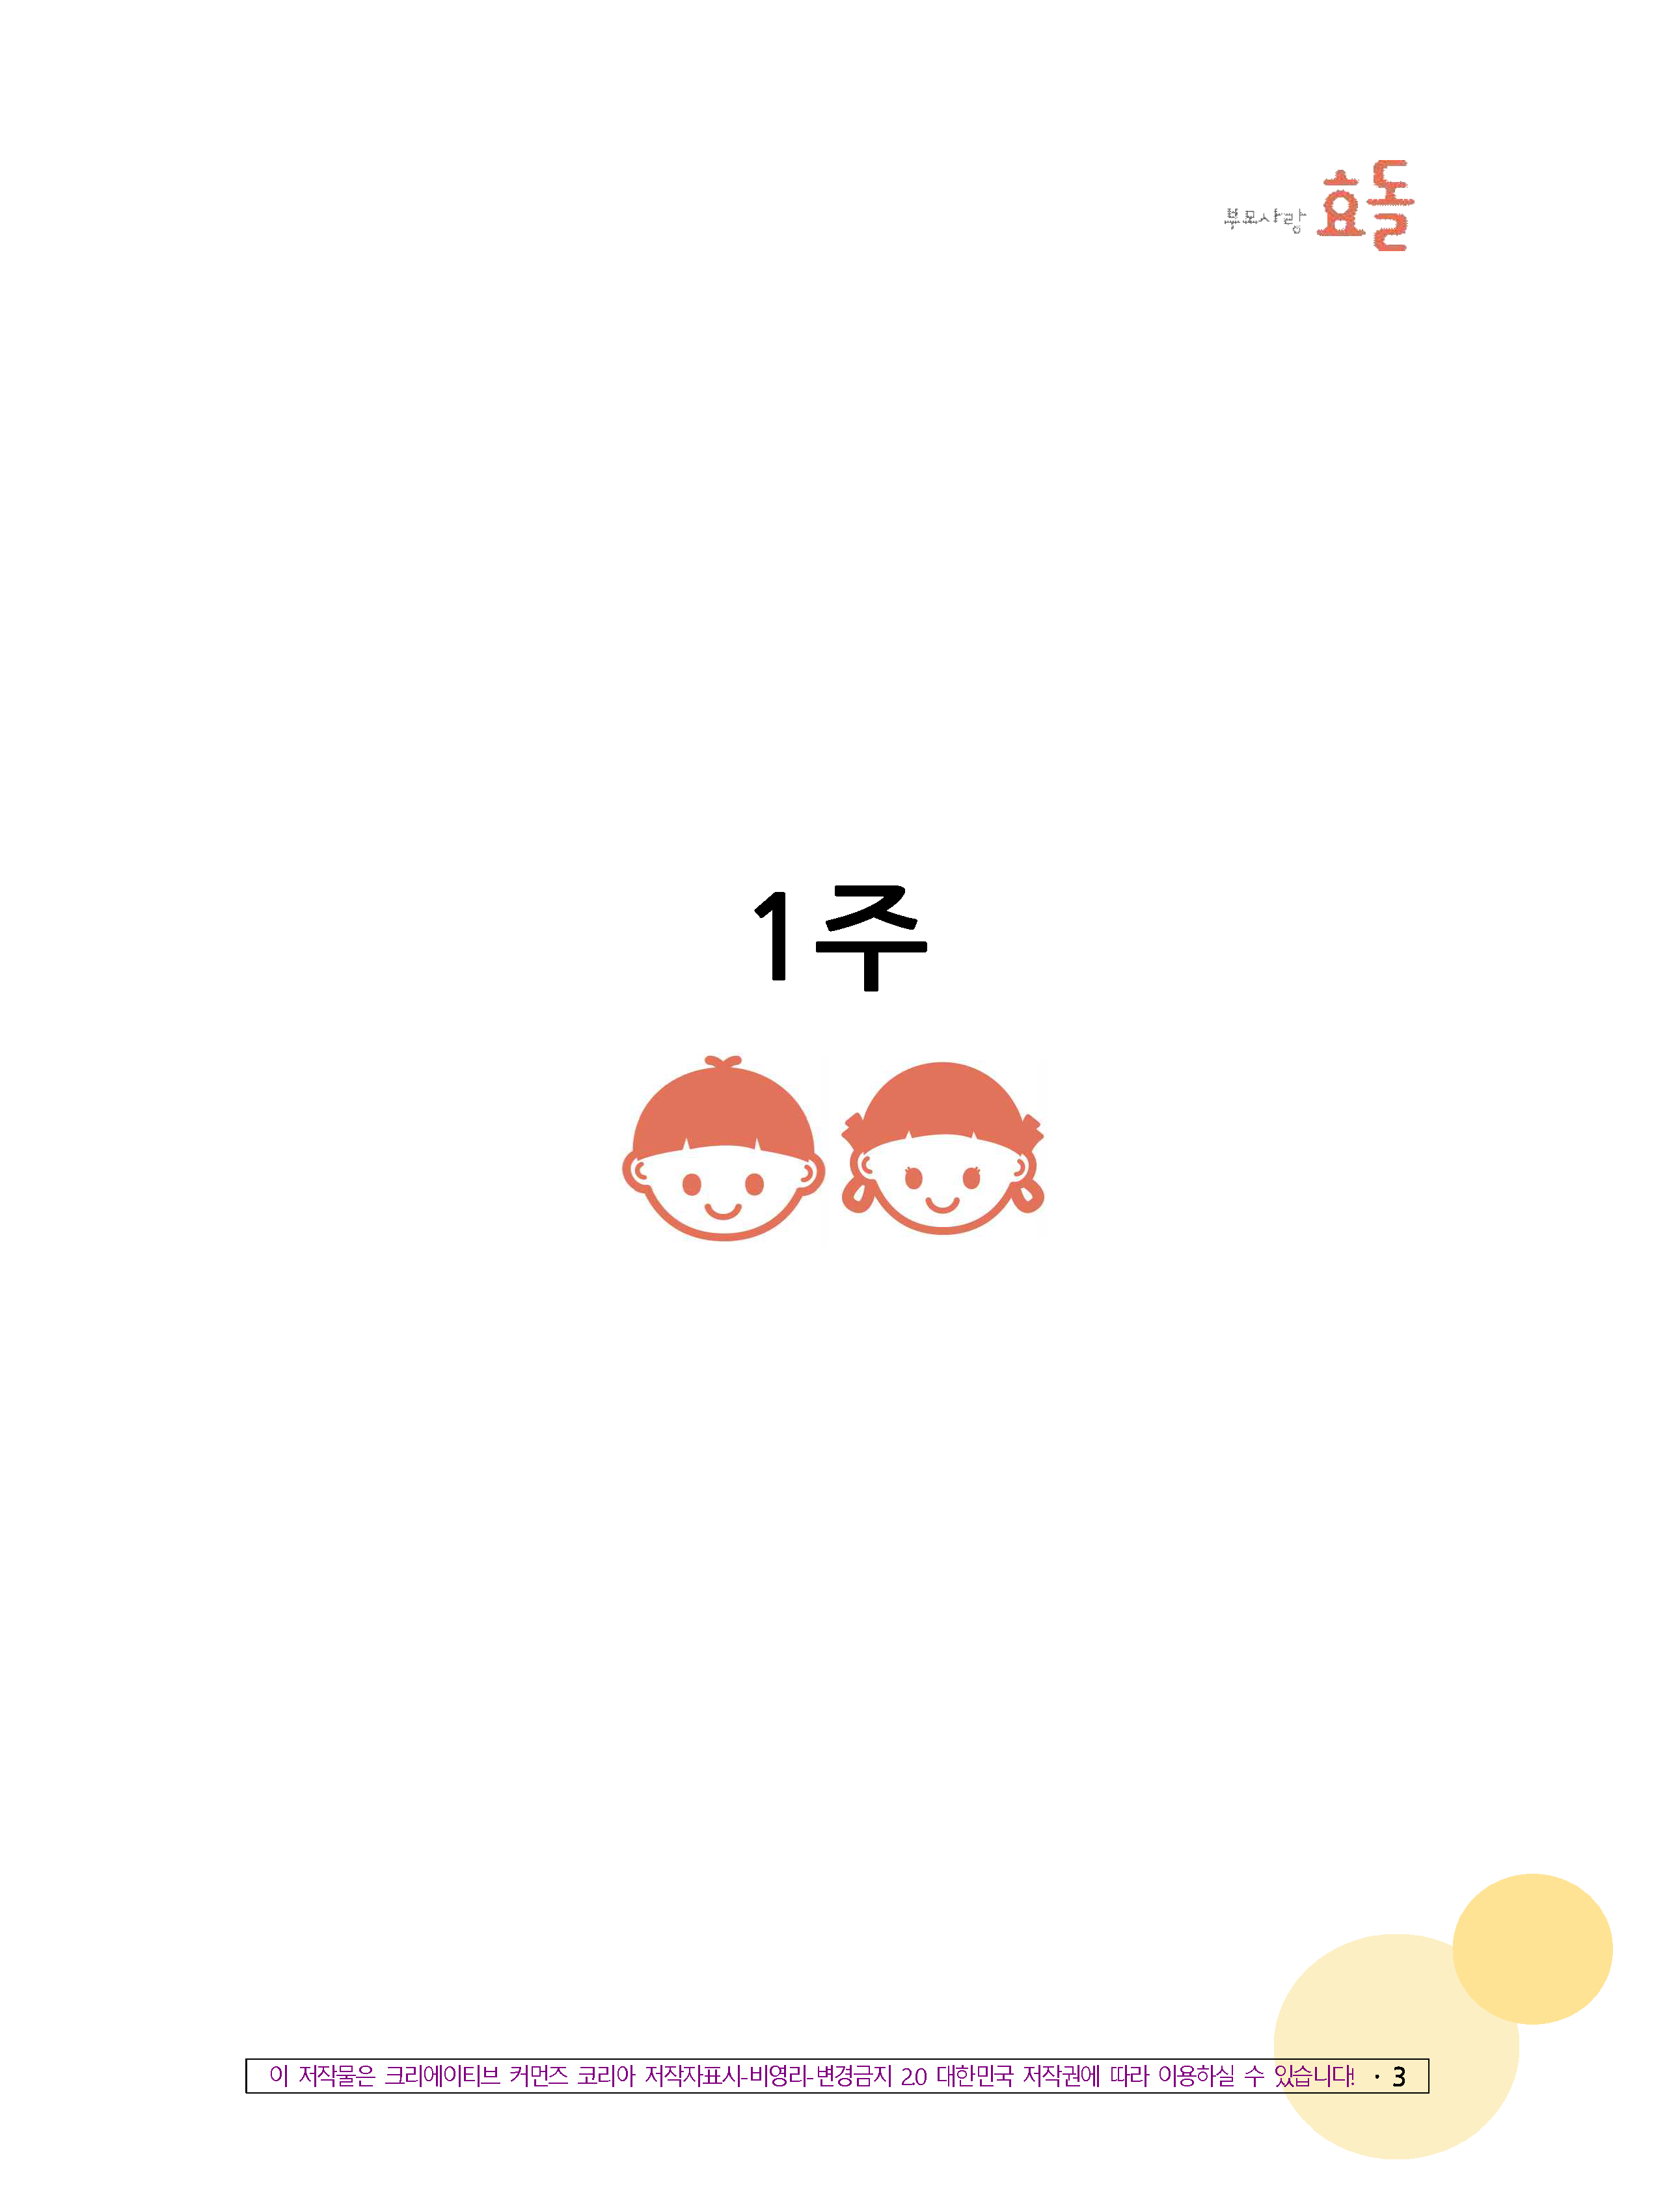 부모사랑 효돌
1주
이 저작물은 크리에이티브 커먼즈 코리아 저작자표시-비영리-변경금지 2.0 대한민국 저작권에 따라 이용하실 수 있습니다! · 3